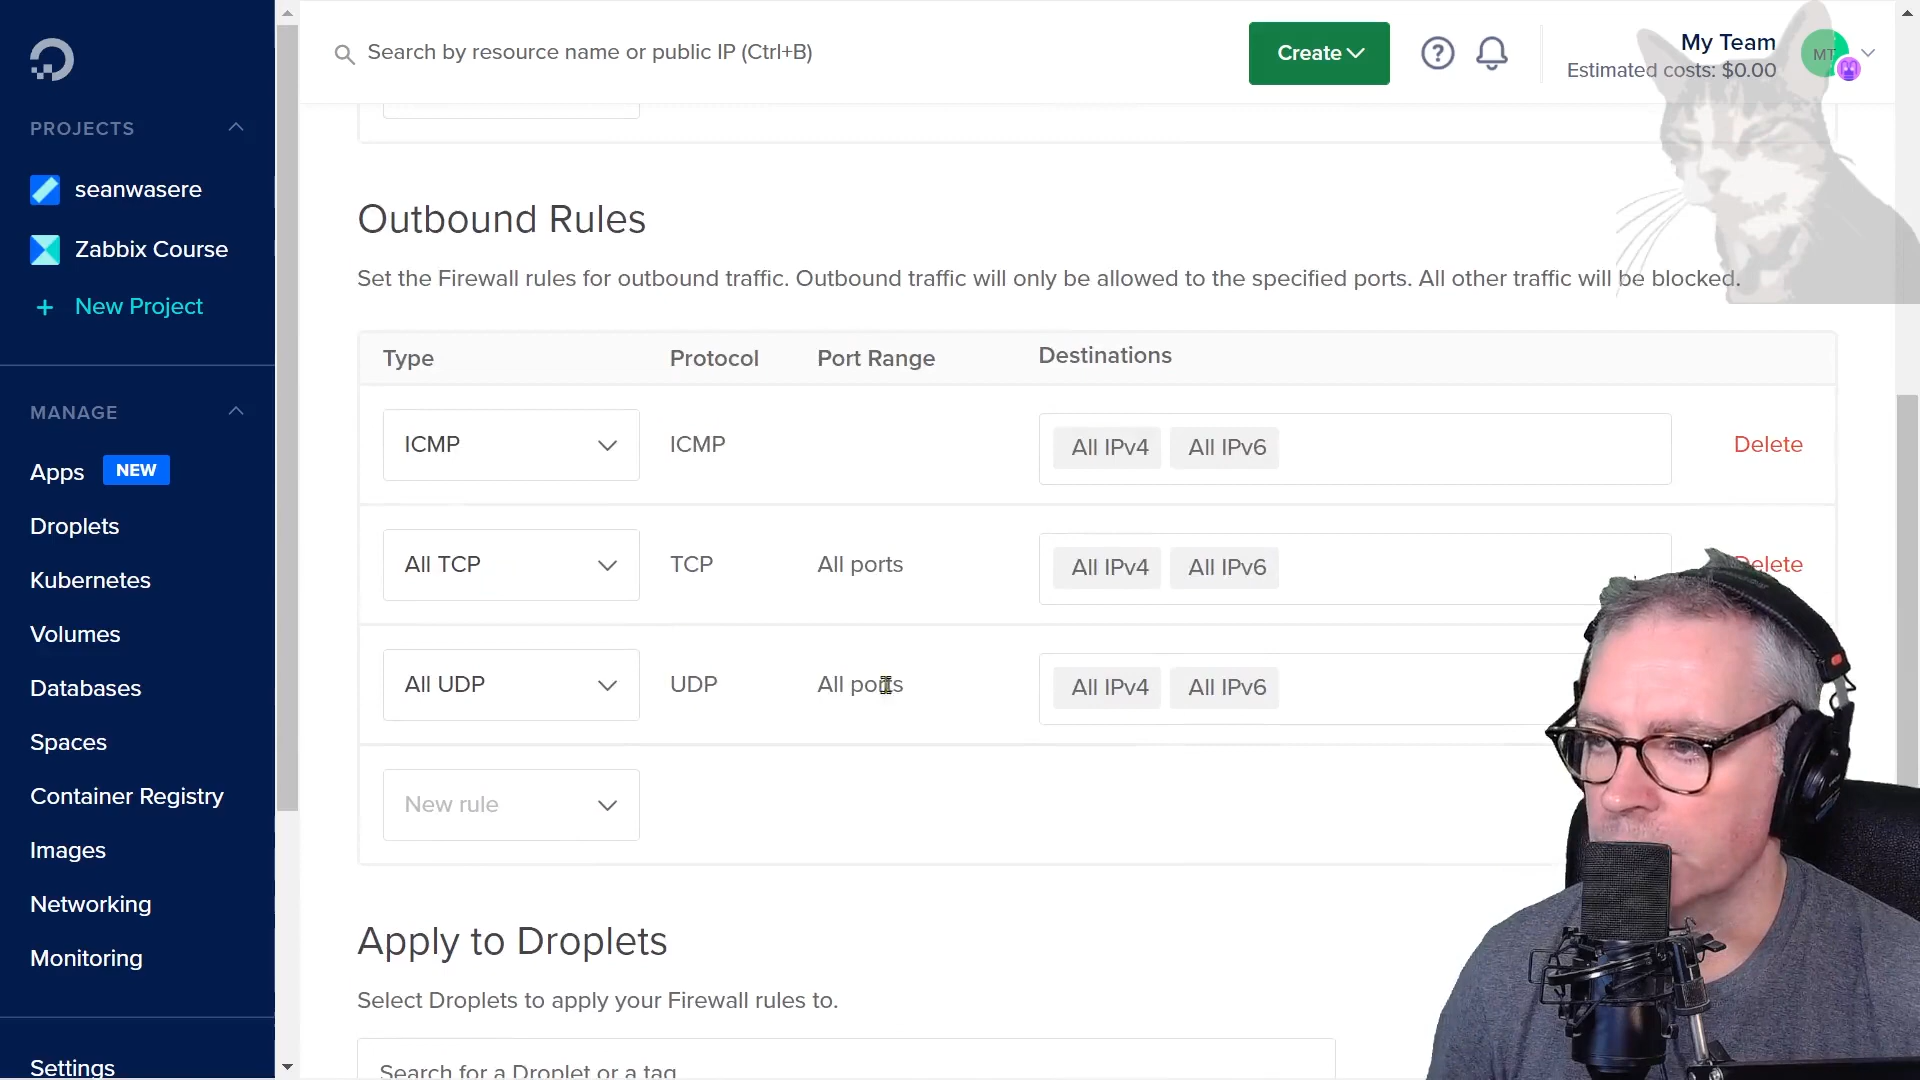 Search by resource name or public IP (Ctrl+B)
Create
My Team
Estimated costs: $0.00
MT
PROJECTS
seanwasere
Zabbix Course
+ New Project
MANAGE
Apps NEW
Droplets
Kubernetes
Volumes
Databases
Spaces
Container Registry
Images
Networking
Monitoring
Settings
Outbound Rules
Set the Firewall rules for outbound traffic. Outbound traffic will only be allowed to the specified ports. All other traffic will be blocked.
Type Protocol Port Range Destinations
ICMP ICMP All IPv4 All IPv6 Delete
All TCP TCP All ports All IPv4 All IPv6 Delete
All UDP UDP All ports All IPv4 All IPv6
New rule
Apply to Droplets
Select Droplets to apply your Firewall rules to.
Search for a Droplet or a tag